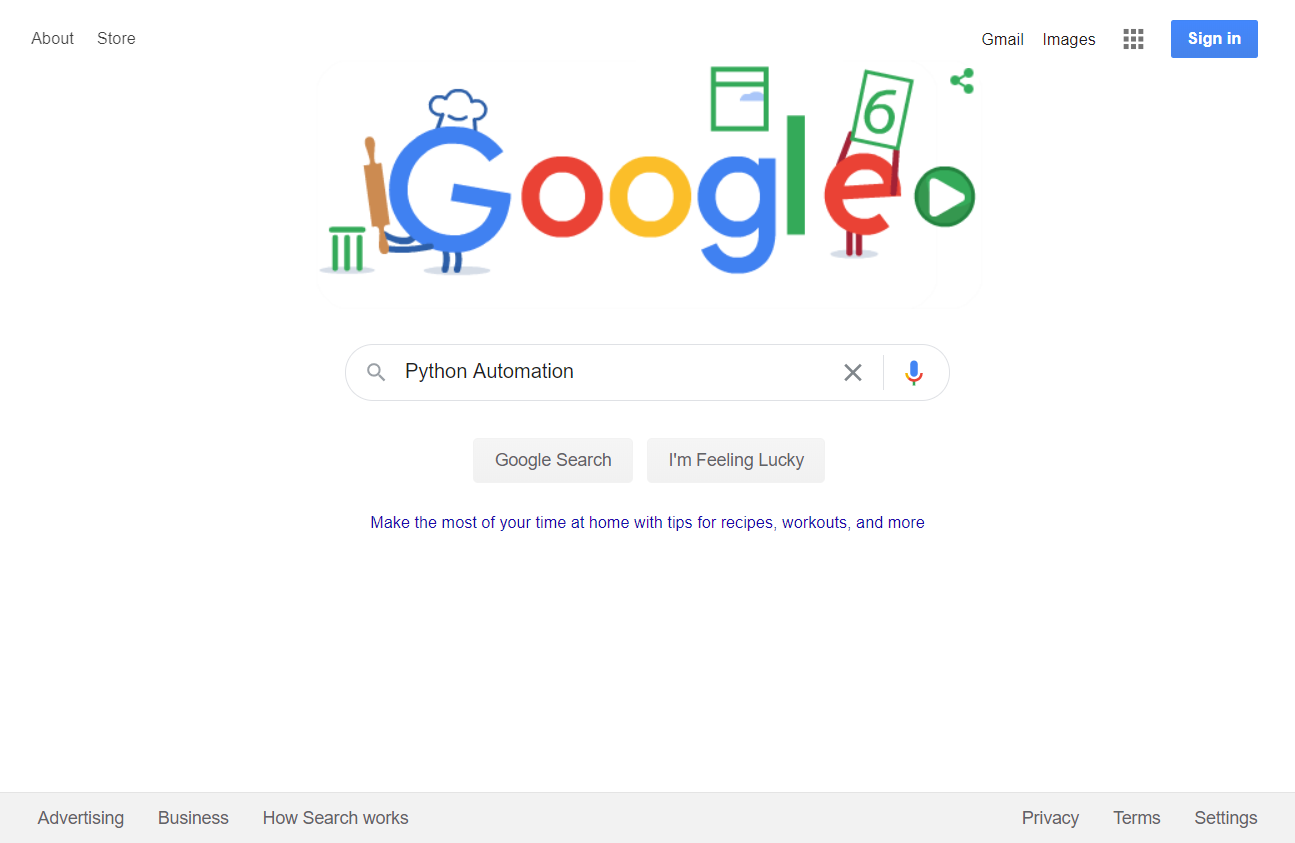 About Store Gmail Images Sign in
Google
6
Python Automation
Google Search I'm Feeling Lucky
Make the most of your time at home with tips for recipes, workouts, and more
Advertising Business How Search works Privacy Terms Settings